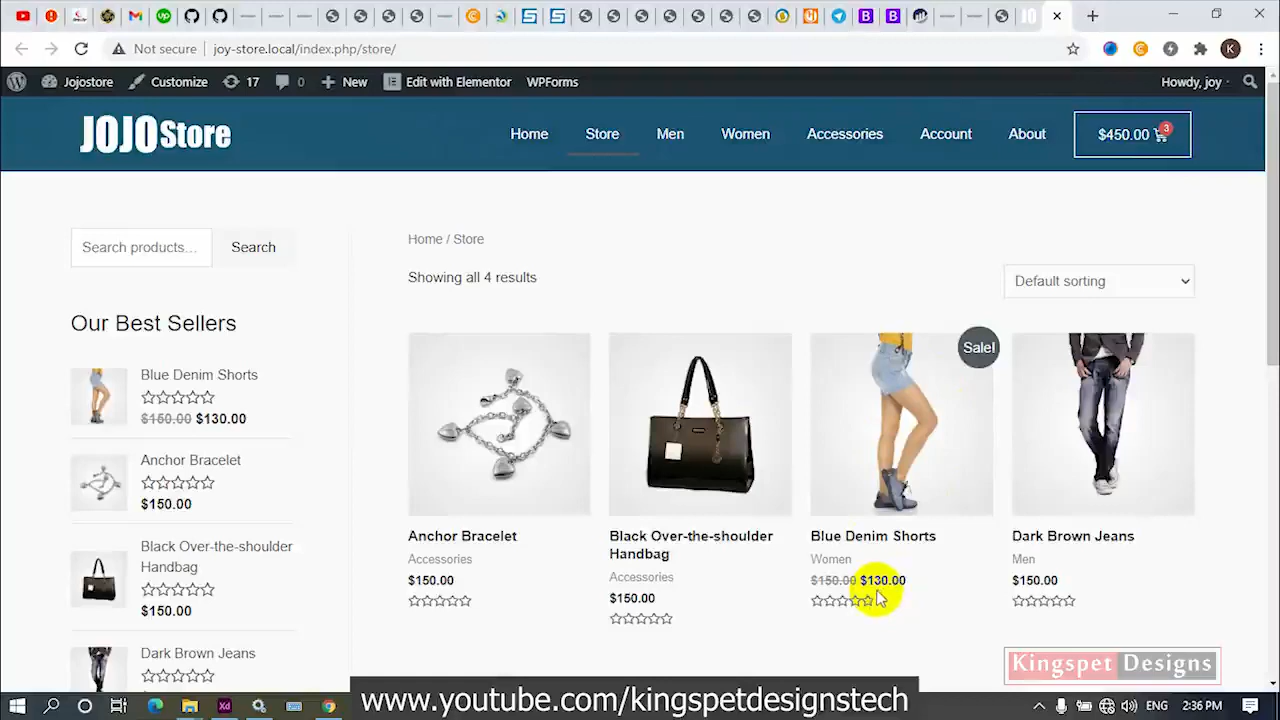 Not secure
joy-store.local/index.php/store/
K
Jojostore
Customize
17
0
New
Edit with Elementor
WPForms
Howdy, joy
JOJO Store
Home
Store
Men
Women
Accessories
Account
About
$450.00
3
Search products...
Search
Home / Store
Showing all 4 results
Default sorting
Our Best Sellers
Blue Denim Shorts
$150.00 $130.00
Anchor Bracelet
$150.00
Black Over-the-shoulder
Handbag
$150.00
Dark Brown Jeans
Anchor Bracelet
Accessories
$150.00
Black Over-the-shoulder
Handbag
Accessories
$150.00
Sale!
Blue Denim Shorts
Women
$150.00 $130.00
Dark Brown Jeans
Men
$150.00
Kingspet Designs
www.youtube.com/kingspetdesignstech
ENG
2:36 PM